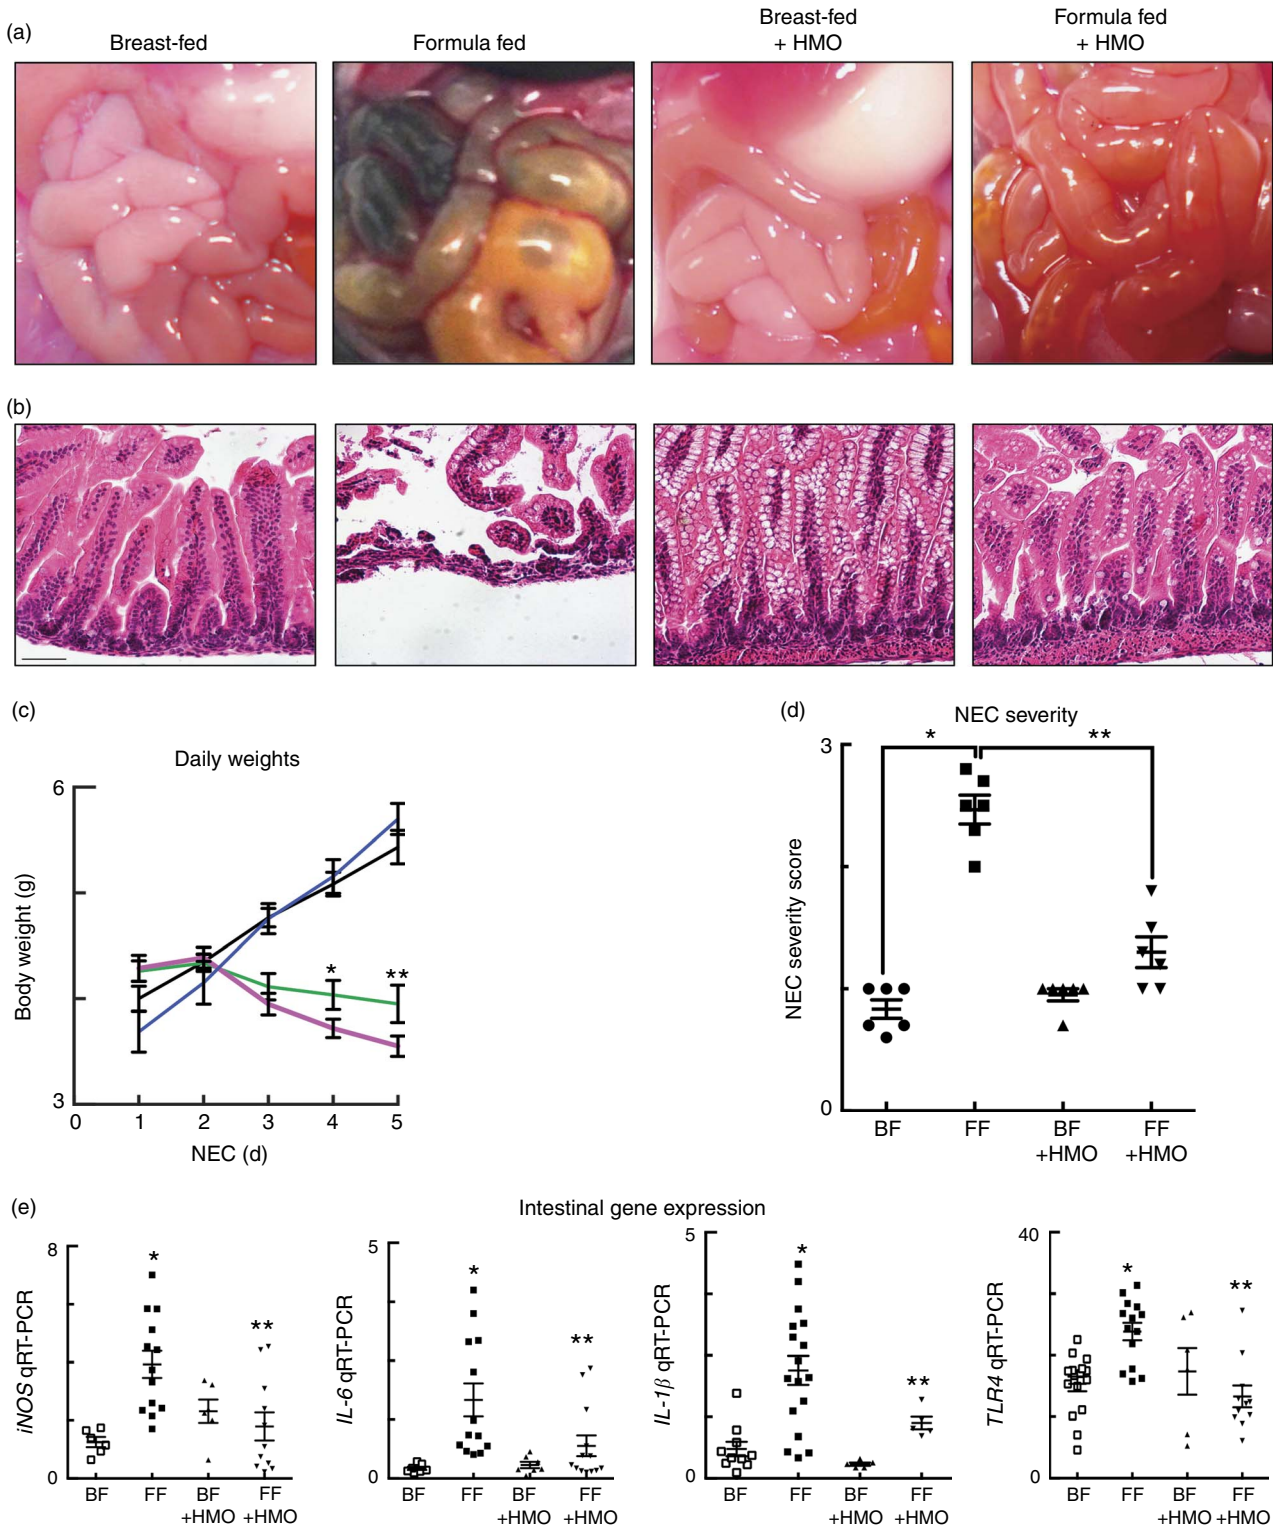 (a)
Breast-fed
Formula fed
Breast-fed
+ HMO
Formula fed
+ HMO
(b)
(c)
Daily weights
6
3
Body weight (g)
0 1 2 3 4 5
NEC (d)
*
**
(d)
NEC severity
*
**
3
0
NEC severity score
BF FF BF
+HMO
FF
+HMO
(e)
Intestinal gene expression
iNOS qRT-PCR
8
0
*
**
BF FF BF
+HMO
FF
+HMO
IL-6 qRT-PCR
5
0
*
**
BF FF BF
+HMO
FF
+HMO
IL-1β qRT-PCR
5
0
*
**
BF FF BF
+HMO
FF
+HMO
TLR4 qRT-PCR
40
0
*
**
BF FF BF
+HMO
FF
+HMO